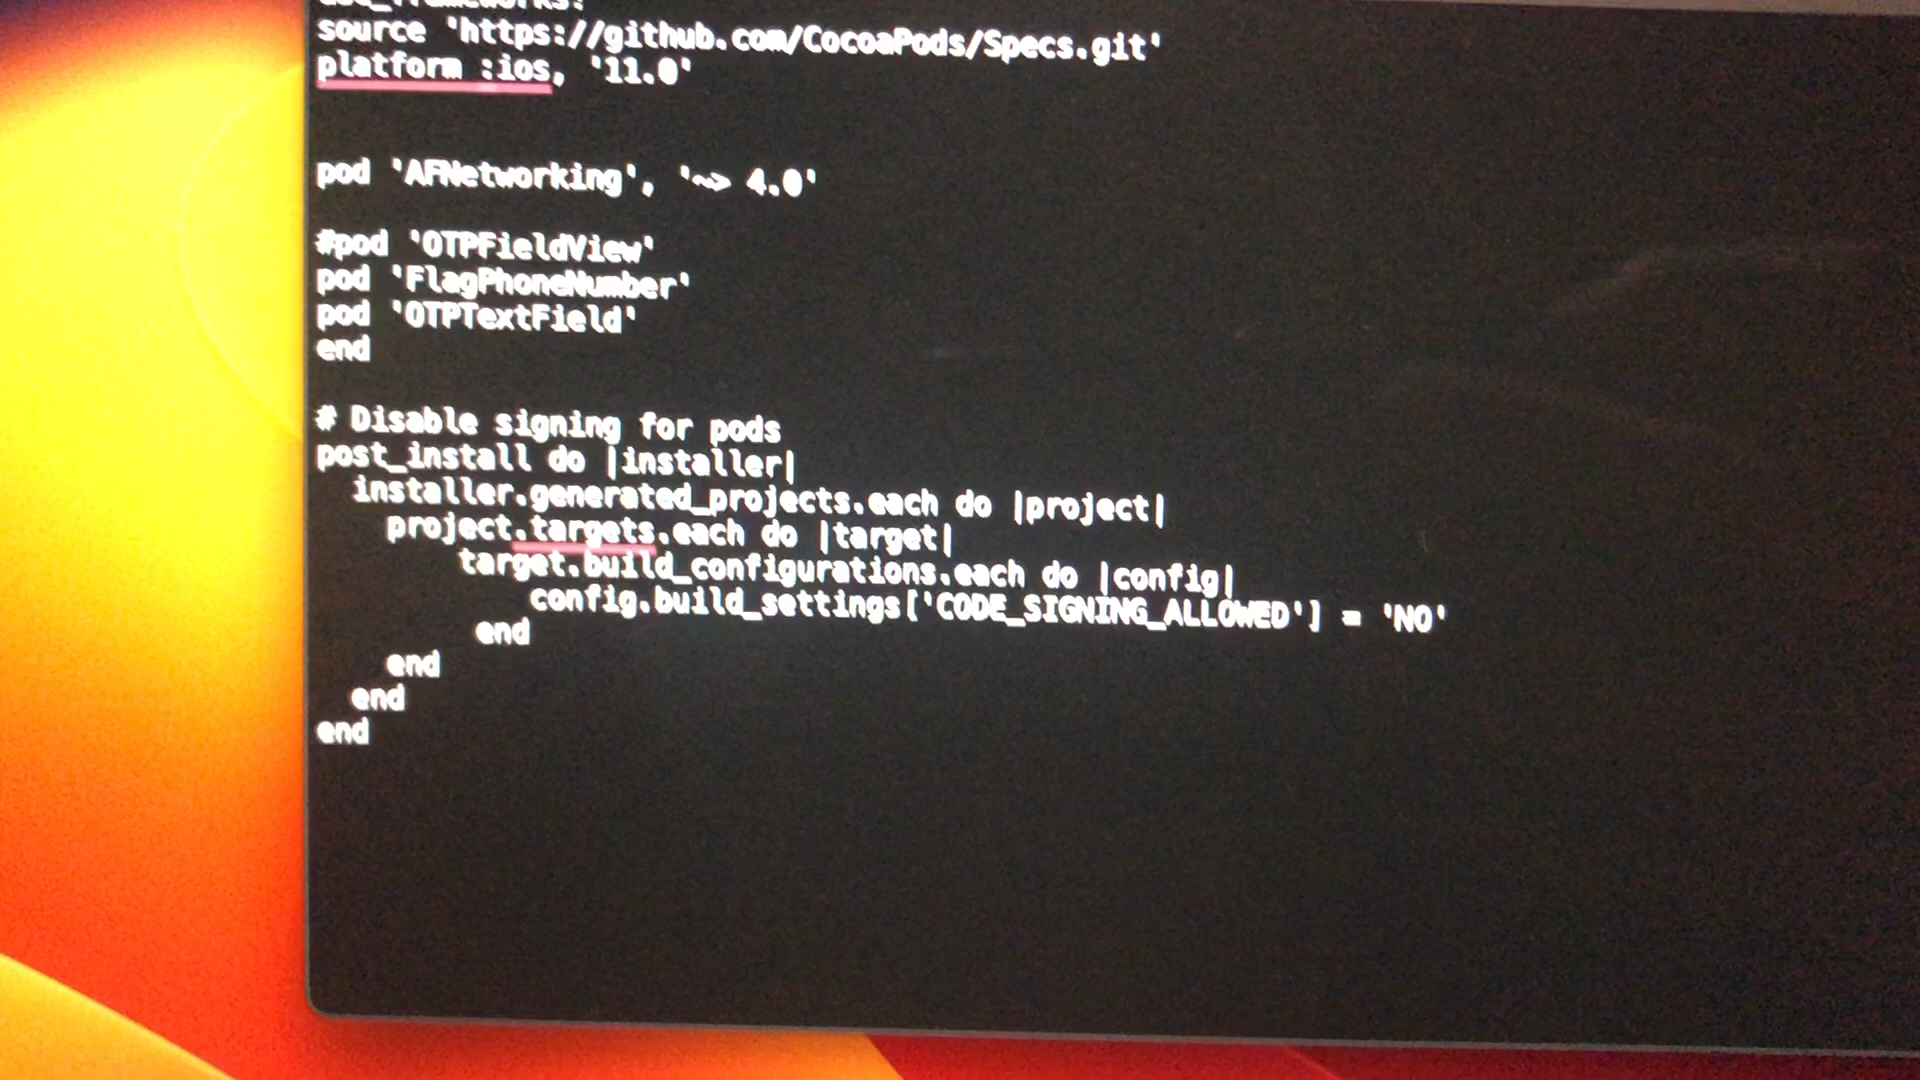 use_frameworks!
source 'https://github.com/CocoaPods/Specs.git'
platform :ios, '11.0'
pod 'AFNetworking', '~> 4.0'
#pod 'OTPFieldView'
pod 'FlagPhoneNumber'
pod 'OTPTextField'
end
# Disable signing for pods
post_install do |installer|
installer.generated_projects.each do |project|
project.targets.each do |target|
target.build_configurations.each do |config|
config.build_settings['CODE_SIGNING_ALLOWED'] = 'NO'
end
end
end
end